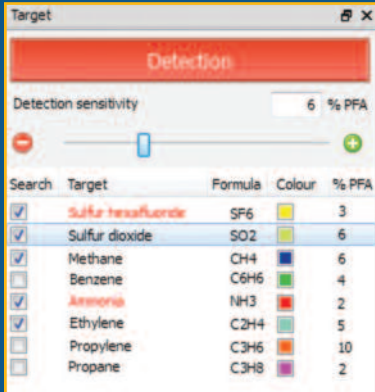 Target
Detection
Detection sensitivity 6 % PFA
Search Target Formula Colour % PFA
Sulfur hexafluoride SF6 3
Sulfur dioxide SO2 6
Methane CH4 6
Benzene C6H6 4
Ammonia NH3 2
Ethylene C2H4 5
Propylene C3H6 10
Propane C3H8 2